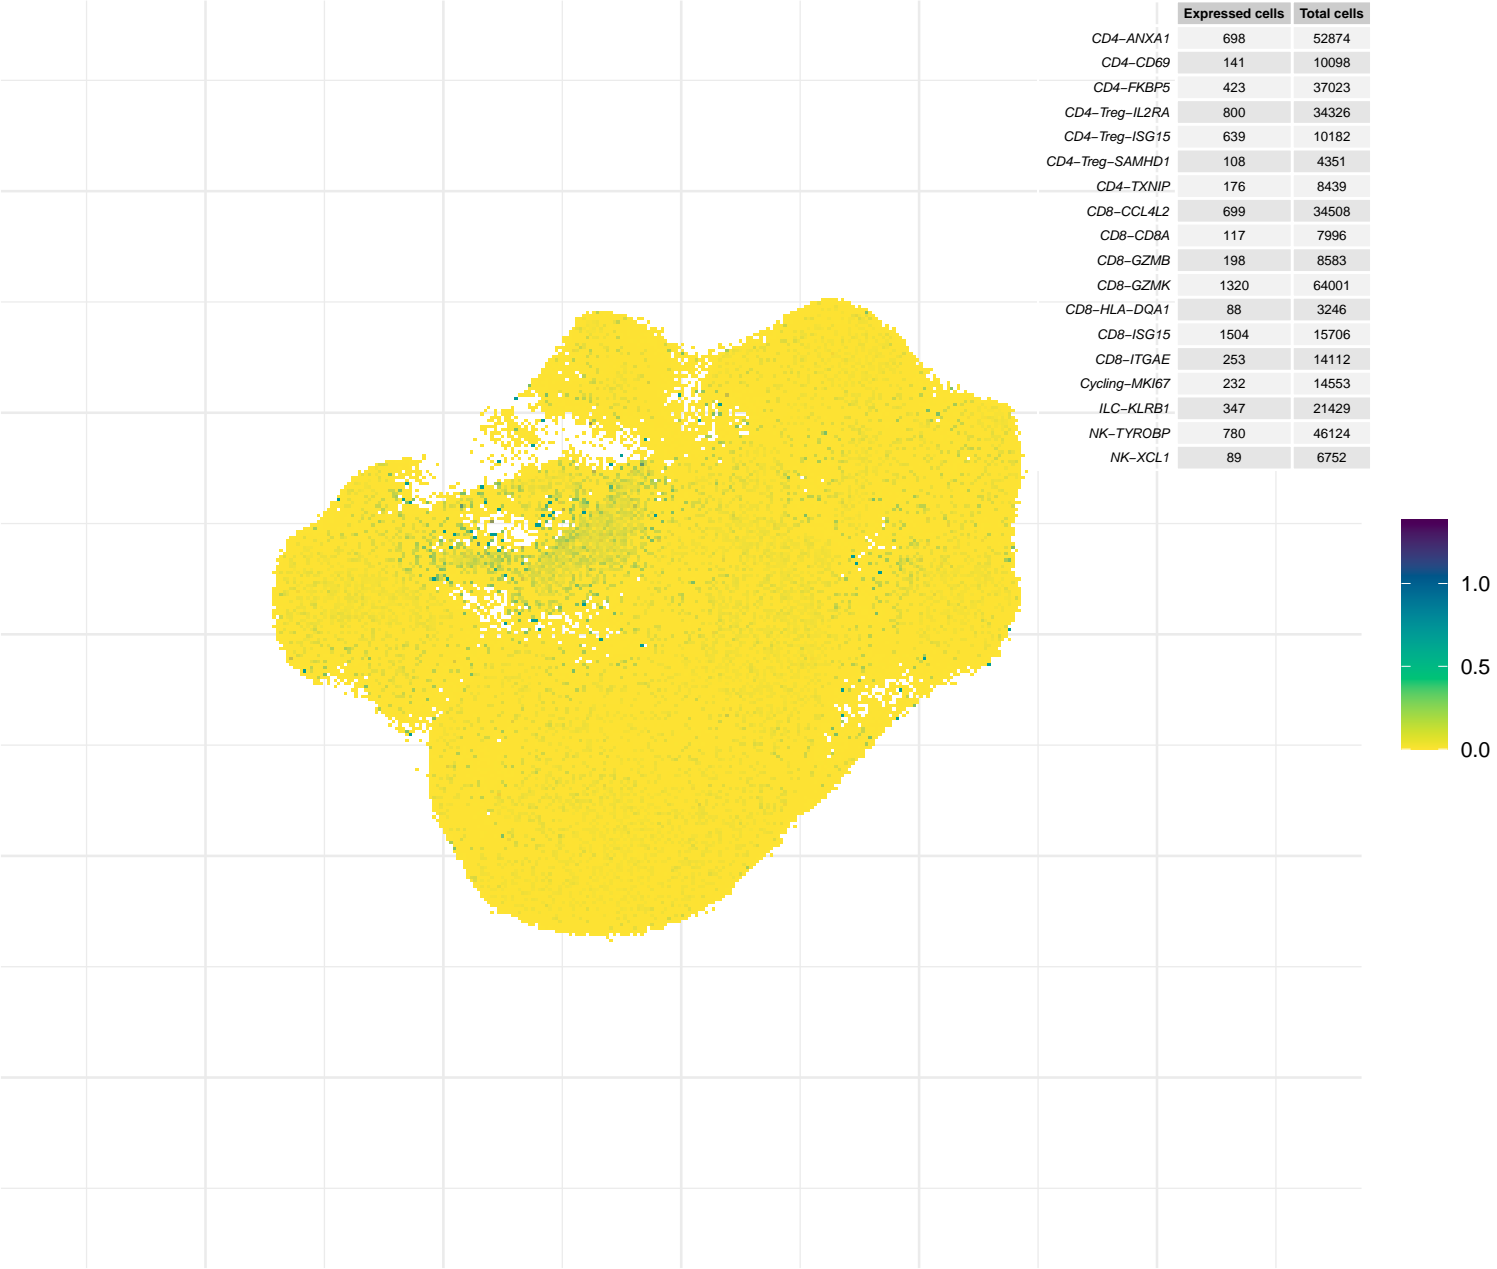 Expressed cells Total cells
CD4−ANXA1 698 52874
CD4−CD69 141 10098
CD4−FKBP5 423 37023
CD4−Treg−IL2RA 800 34326
CD4−Treg−ISG15 639 10182
CD4−Treg−SAMHD1 108 4351
CD4−TXNIP 176 8439
CD8−CCL4L2 699 34508
CD8−CD8A 117 7996
CD8−GZMB 198 8583
CD8−GZMK 1320 64001
CD8−HLA−DQA1 88 3246
CD8−ISG15 1504 15706
CD8−ITGAE 253 14112
Cycling−MKI67 232 14553
ILC−KLRB1 347 21429
NK−TYROBP 780 46124
NK−XCL1 89 6752
1.0
0.5
0.0